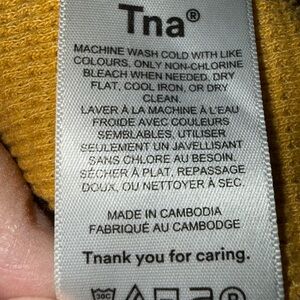 Tna®
MACHINE WASH COLD WITH LIKE
COLOURS, ONLY NON-CHLORINE
BLEACH WHEN NEEDED, DRY
FLAT, COOL IRON, OR DRY
CLEAN.
LAVER À LA MACHINE À L'EAU
FROIDE AVEC COULEURS
SEMBLABLES, UTILISER
SEULEMENT UN JAVELLISANT
SANS CHLORE AU BESOIN,
SÉCHER À PLAT, REPASSAGE
DOUX, OU NETTOYER À SEC.
MADE IN CAMBODIA
FABRIQUÉ AU CAMBODGE
Thank you for caring.
30C